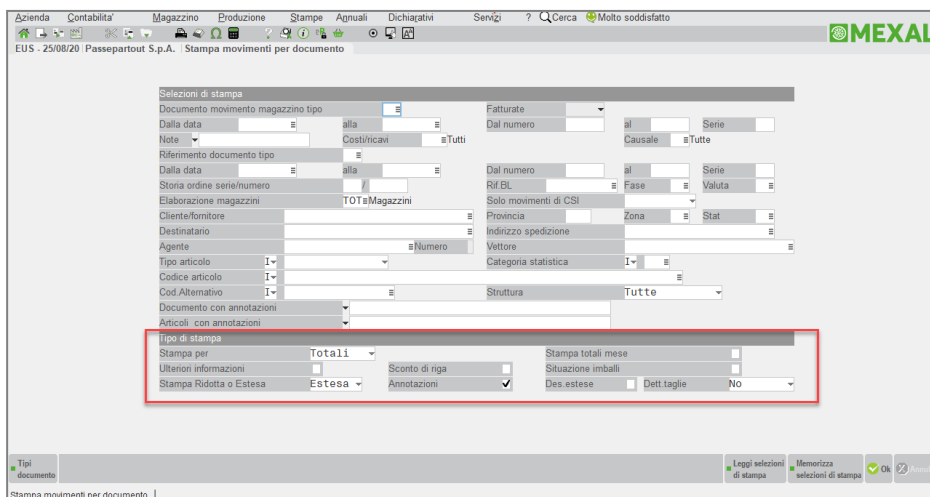 Azienda Contabilita' Magazzino Produzione Stampe Annuali Dichiarativi Servizi ? Cerca Molto soddisfatto
MEXAL
EUS - 25/08/20 Passepartout S.p.A. Stampa movimenti per documento
Selezioni di stampa
Documento movimento magazzino tipo Fatturate
Dalla data alla Dal numero al Serie
Note Costi/ricavi Tutti Causale Tutte
Riferimento documento tipo
Dalla data alla Dal numero al Serie
Storia ordine serie/numero / Rif.BL Fase Valuta
Elaborazione magazzini TOT Magazzini Solo movimenti di CSI
Cliente/fornitore Provincia Zona Stat
Destinatario Indirizzo spedizione
Agente Numero Vettore
Tipo articolo I Categoria statistica I
Codice articolo I
Cod.Alternativo I Struttura Tutte
Documento con annotazioni
Articoli con annotazioni
Tipo di stampa
Stampa per Totali Stampa totali mese
Ulteriori informazioni Sconto di riga Situazione imballi
Stampa Ridotta o Estesa Estesa Annotazioni Des.estese Dett.taglie No
Tipi documento Leggi selezioni di stampa Memorizza selezioni di stampa Ok Annul
Stampa movimenti per documento